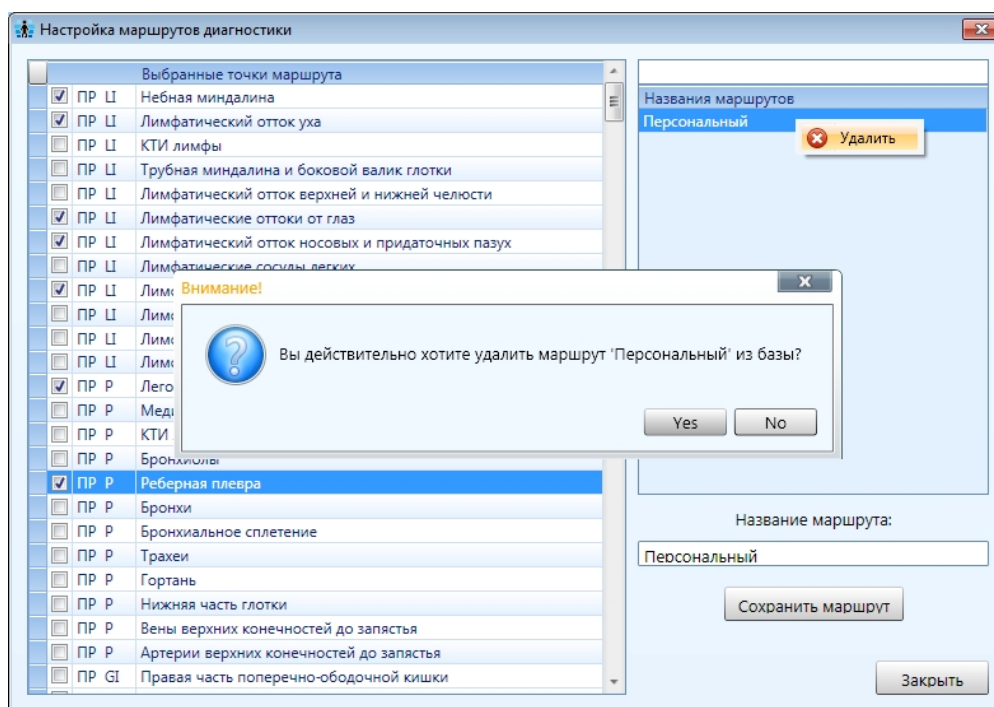 Настройка маршрутов диагностики
Выбранные точки маршрута
ПР LI Небная миндалина
ПР LI Лимфатический отток уха
ПР LI КТИ лимфы
ПР LI Трубная миндалина и боковой валик глотки
ПР LI Лимфатический отток верхней и нижней челюсти
ПР LI Лимфатические оттоки от глаз
ПР LI Лимфатический отток носовых и придаточных пазух
ПР LI Лимфатические сосуды легких
ПР LI Лимо
ПР LI Лимо
ПР LI Лимо
ПР LI Лимо
ПР P Лего
ПР P Меди
ПР P КТИ
ПР P Бронхиолы
ПР P Реберная плевра
ПР P Бронхи
ПР P Бронхиальное сплетение
ПР P Трахеи
ПР P Гортань
ПР P Нижняя часть глотки
ПР P Вены верхних конечностей до запястья
ПР P Артерии верхних конечностей до запястья
ПР GI Правая часть поперечно-ободочной кишки
Названия маршрутов
Персональный
Удалить
Внимание!
Вы действительно хотите удалить маршрут 'Персональный' из базы?
Yes No
Название маршрута:
Персональный
Сохранить маршрут
Закрыть